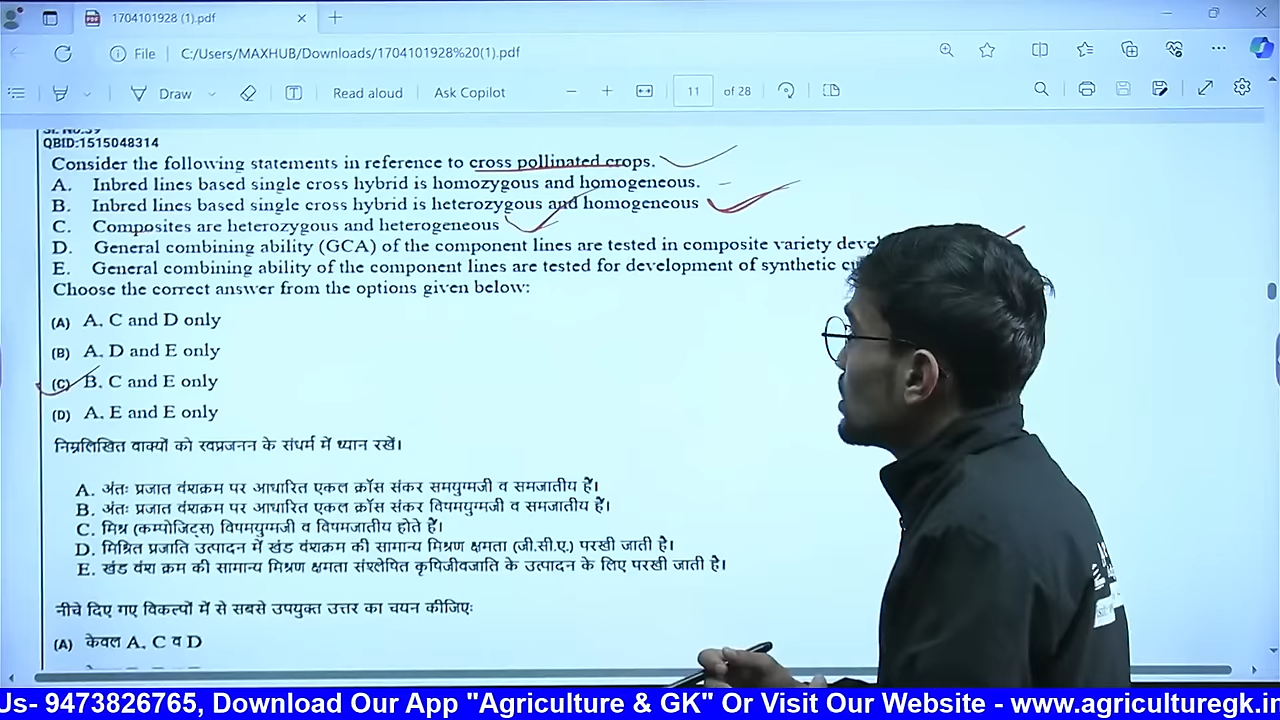 1704101928 (1).pdf
File
C:/Users/MAXHUB/Downloads/1704101928%20(1).pdf
Draw
Read aloud
Ask Copilot
11 of 28
QBID:1515048314
Consider the following statements in reference to cross pollinated crops.
A. Inbred lines based single cross hybrid is homozygous and homogeneous.
B. Inbred lines based single cross hybrid is heterozygous and homogeneous
C. Composites are heterozygous and heterogeneous
D. General combining ability (GCA) of the component lines are tested in composite variety
E. General combining ability of the component lines are tested for development of synthetic
Choose the correct answer from the options given below:
(A) A, C and D only
(B) A, D and E only
(C) B, C and E only
(D) A, E and E only
निम्नलिखित वाक्यों को स्वप्रजनन के संधर्म में ध्यान रखें।
A. अंतः प्रजात वंशक्रम पर आधारित एकल क्रॉस संकर समयुग्मजी व समजातीय हैं।
B. अंतः प्रजात वंशक्रम पर आधारित एकल क्रॉस संकर विषमयुग्मजी व समजातीय हैं।
C. मिश्र (कम्पोजिट्स) विषमयुग्मजी व विषमजातीय होते हैं।
D. मिश्रित प्रजाति उत्पादन में खंड वंशक्रम की सामान्य मिश्रण क्षमता (जी.सी.ए.) परखी जाती है।
E. खंड वंश क्रम की सामान्य मिश्रण क्षमता संश्लेषित कृषिजीवजाति के उत्पादन के लिए परखी जाती है।
नीचे दिए गए विकल्पों में से सबसे उपयुक्त उत्तर का चयन कीजिए:
(A) केवल A, C व D
Us- 9473826765, Download Our App "Agriculture & GK" Or Visit Our Website - www.agriculturegk.in